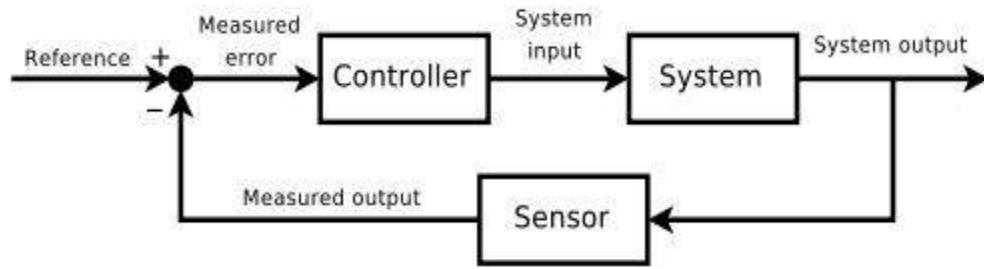 Reference
+
−
Measured
error
Controller
System
input
System
System output
Measured output
Sensor